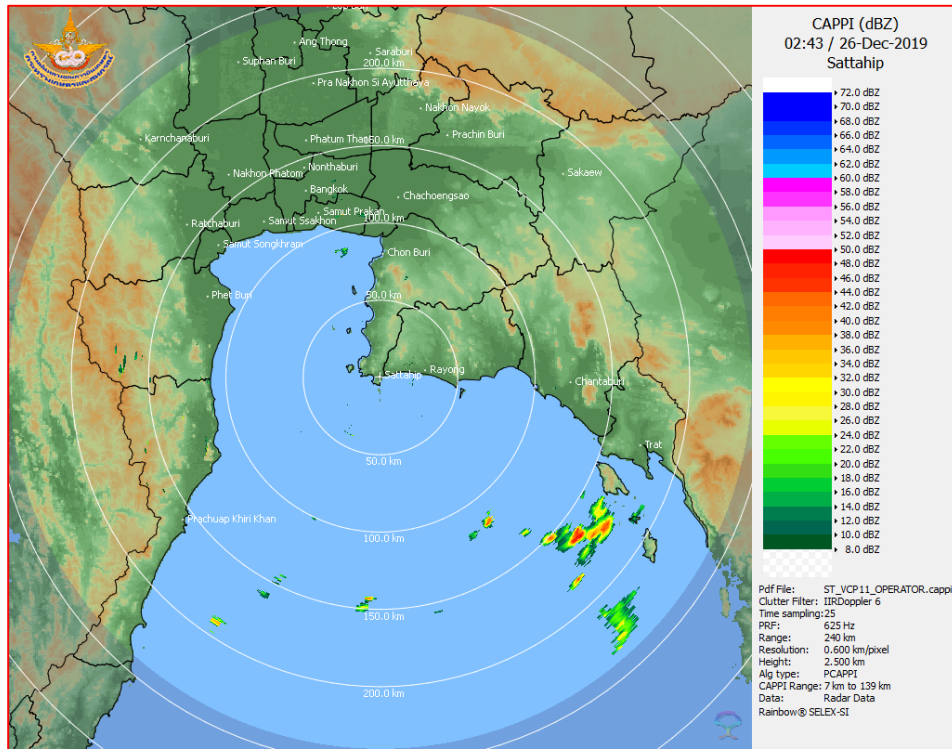 Ang Thong
Saraburi
Suphan Buri
200.0 km
Pra Nakhon Si Ayutthaya
Nakhon Nayok
Karnchanaburi
Phatum Than
50.0 km
Prachin Buri
Nonthaburi
Nakhon Phatom
Sakaew
Bangkok
Chachoengsao
Samut Prakan
Ratchaburi
Samut Ssakhon
100.0 km
Samut Songkhram
Chon Buri
Phet Buri
50.0 km
Sattahip
Rayong
Chantaburi
Trat
50.0 km
Prachuap Khiri Khan
100.0 km
150.0 km
200.0 km
CAPPI (dBZ)
02:43 / 26-Dec-2019
Sattahip
72.0 dBZ
70.0 dBZ
68.0 dBZ
66.0 dBZ
64.0 dBZ
62.0 dBZ
60.0 dBZ
58.0 dBZ
56.0 dBZ
54.0 dBZ
52.0 dBZ
50.0 dBZ
48.0 dBZ
46.0 dBZ
44.0 dBZ
42.0 dBZ
40.0 dBZ
38.0 dBZ
36.0 dBZ
34.0 dBZ
32.0 dBZ
30.0 dBZ
28.0 dBZ
26.0 dBZ
24.0 dBZ
22.0 dBZ
20.0 dBZ
18.0 dBZ
16.0 dBZ
14.0 dBZ
12.0 dBZ
10.0 dBZ
8.0 dBZ
Pdf File: ST_VCP11_OPERATOR.cappi
Clutter Filter: IIRDoppler 6
Time sampling:25
PRF: 625 Hz
Range: 240 km
Resolution: 0.600 km/pixel
Height: 2.500 km
Alg type: PCAPPI
CAPPI Range: 7 km to 139 km
Data: Radar Data
Rainbow® SELEX-SI